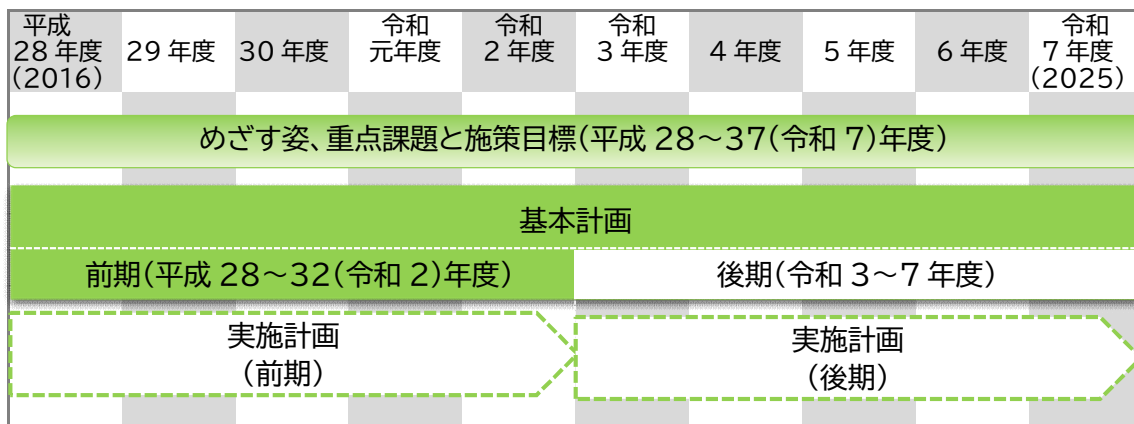 平成
28年度
(2016)
29年度
30年度
令和
元年度
令和
2年度
令和
3年度
4年度
5年度
6年度
令和
7年度
(2025)
めざす姿、重点課題と施策目標(平成28～37(令和7)年度)
基本計画
前期(平成28～32(令和2)年度)
後期(令和3～7年度)
実施計画
(前期)
実施計画
(後期)